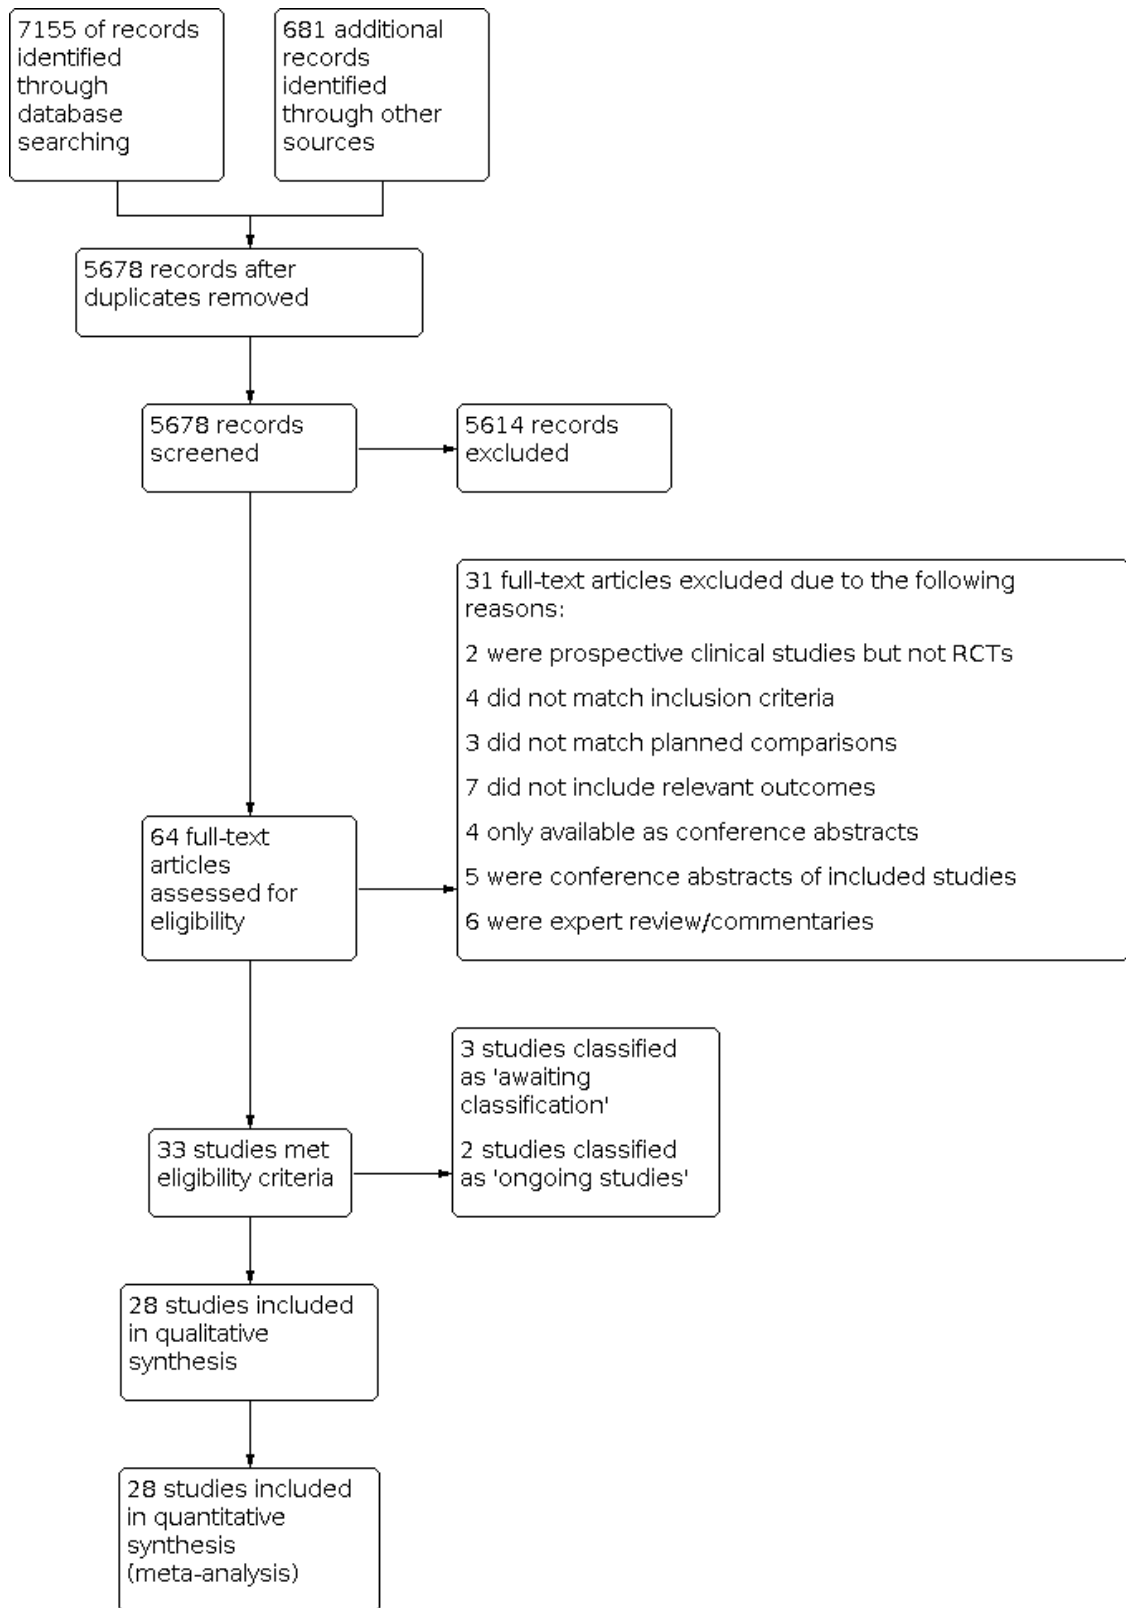 7155 of records
identified
through
database
searching
681 additional
records
identified
through other
sources
5678 records after
duplicates removed
5678 records
screened
5614 records
excluded
31 full-text articles excluded due to the following
reasons:
2 were prospective clinical studies but not RCTs
4 did not match inclusion criteria
3 did not match planned comparisons
7 did not include relevant outcomes
4 only available as conference abstracts
5 were conference abstracts of included studies
6 were expert review/commentaries
64 full-text
articles
assessed for
eligibility
3 studies classified
as 'awaiting
classification'
2 studies classified
as 'ongoing studies'
33 studies met
eligibility criteria
28 studies included
in qualitative
synthesis
28 studies included
in quantitative
synthesis
(meta-analysis)